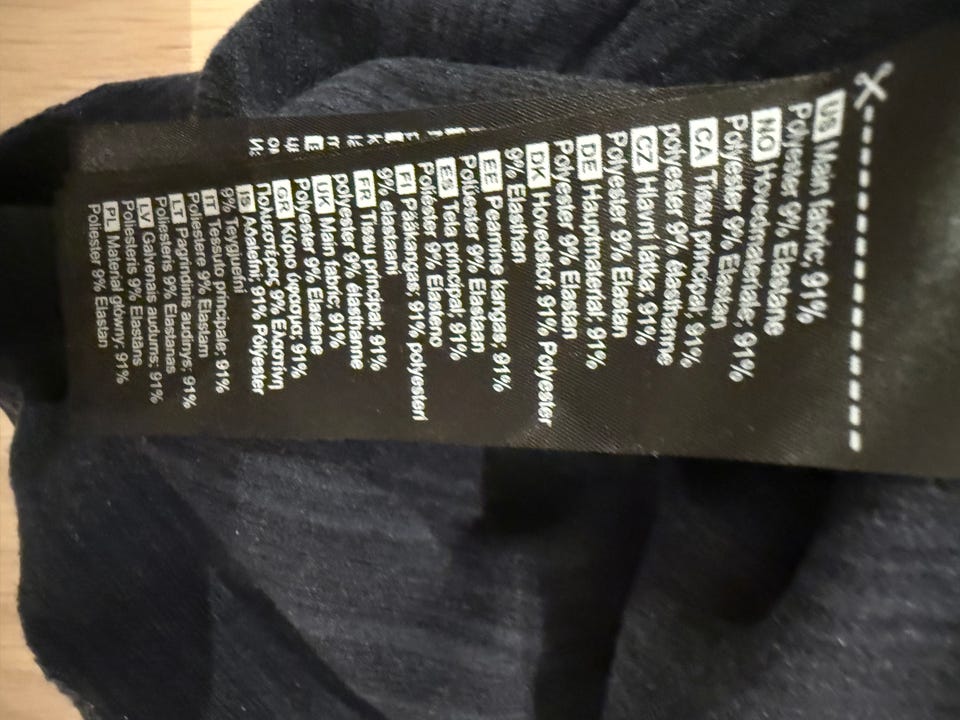 US Main fabric; 91%
Polyester 9% Elastane
NO Hovedmateriale; 91%
Polyester 9% Elastane
CA Tissu principal; 91%
polyester 9% élasthanne
CZ Hlavní látka; 91%
Polyester 9% Elastan
DE Hauptmaterial; 91%
Polyester 9% Elastan
DK Hovedstof; 91% Polyester
9% Elasthan
EE Peamine kangas; 91%
Polüester 9% Elastaan
ES Tela principal; 91%
Poliéster 9% Elastano
FI Pääkangas; 91% polyesteri
9% elastaani
FR Tissu principal; 91%
polyester 9% élasthanne
UK Main fabric; 91%
Polyester 9% Elastane
GR Κύριο ύφασμα; 91%
Πολυεστέρας 9% Ελαστίνη
IS Aðalefni; 91% Pólýester
9% Teygjuefni
IT Tessuto principale; 91%
Poliestere 9% Elastam
LT Pagrindinis audinys; 91%
Poliesteris 9% Elastanas
LV Galvenais audums; 91%
Poliesteris 9% Elastāns
PL Materiał główny; 91%
Poliester 9% Elastan